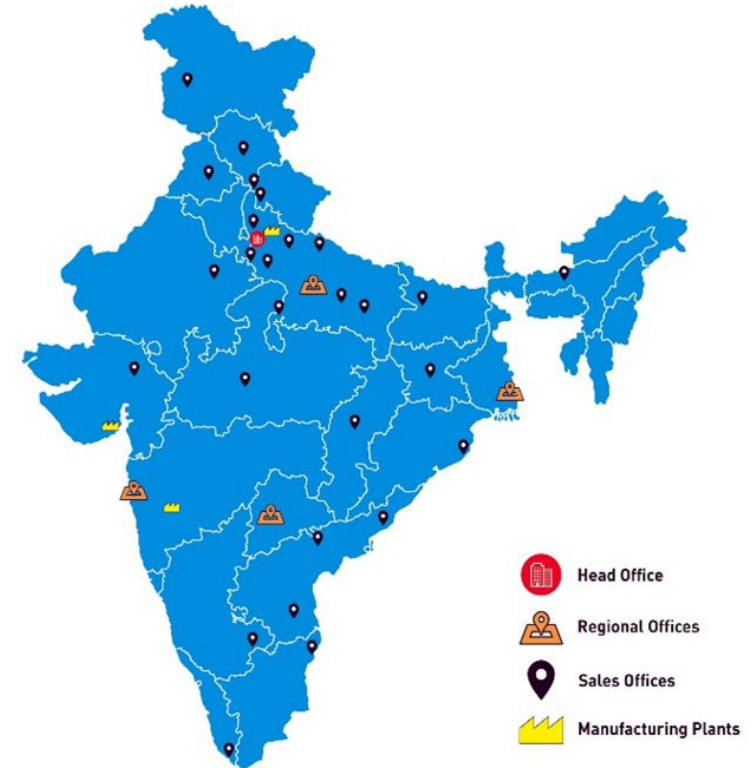 Head Office
Regional Offices
Sales Offices
Manufacturing Plants